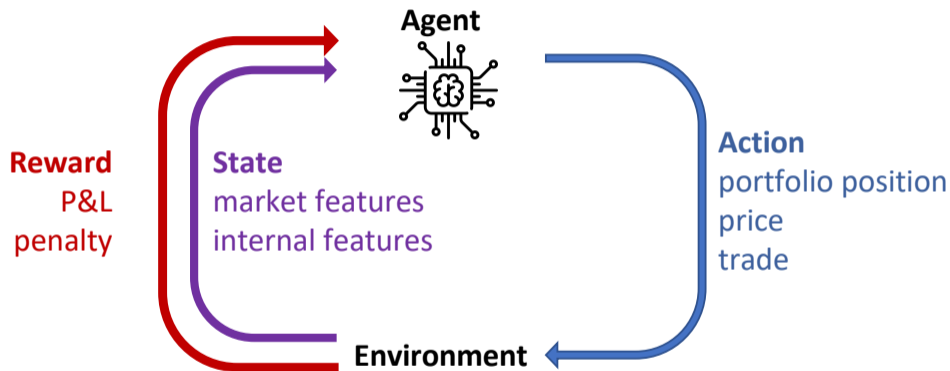 Agent
Reward
P&L
penalty
State
market features
internal features
Action
portfolio position
price
trade
Environment